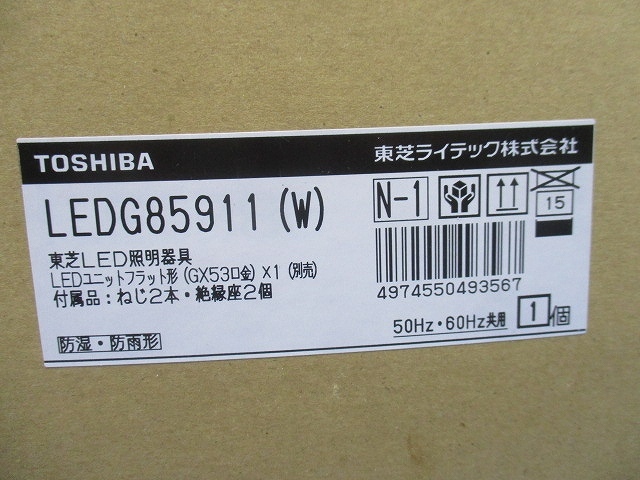 TOSHIBA 東芝ライテック株式会社
LEDG85911(W)
N-1
15
東芝LED照明器具
LEDユニットフラット形(GX53口金)×1(別売)
付属品:ねじ2本・絶縁座2個
4974550493567
防湿・防雨形
50Hz・60Hz共用 1個